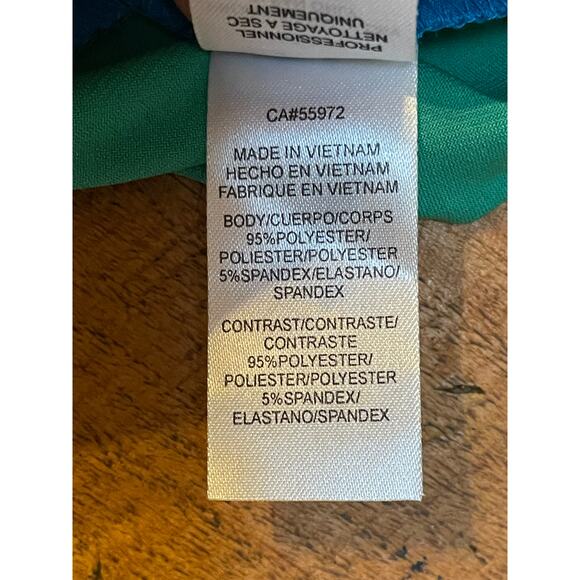 PROFESSIONNEL
NETTOYAGE A SEC
UNIQUEMENT
CA#55972
MADE IN VIETNAM
HECHO EN VIETNAM
FABRIQUE EN VIETNAM
BODY/CUERPO/CORPS
95%POLYESTER/
POLIESTER/POLYESTER
5%SPANDEX/ELASTANO/
SPANDEX
CONTRAST/CONTRASTE/
CONTRASTE
95%POLYESTER/
POLIESTER/POLYESTER
5%SPANDEX/
ELASTANO/SPANDEX